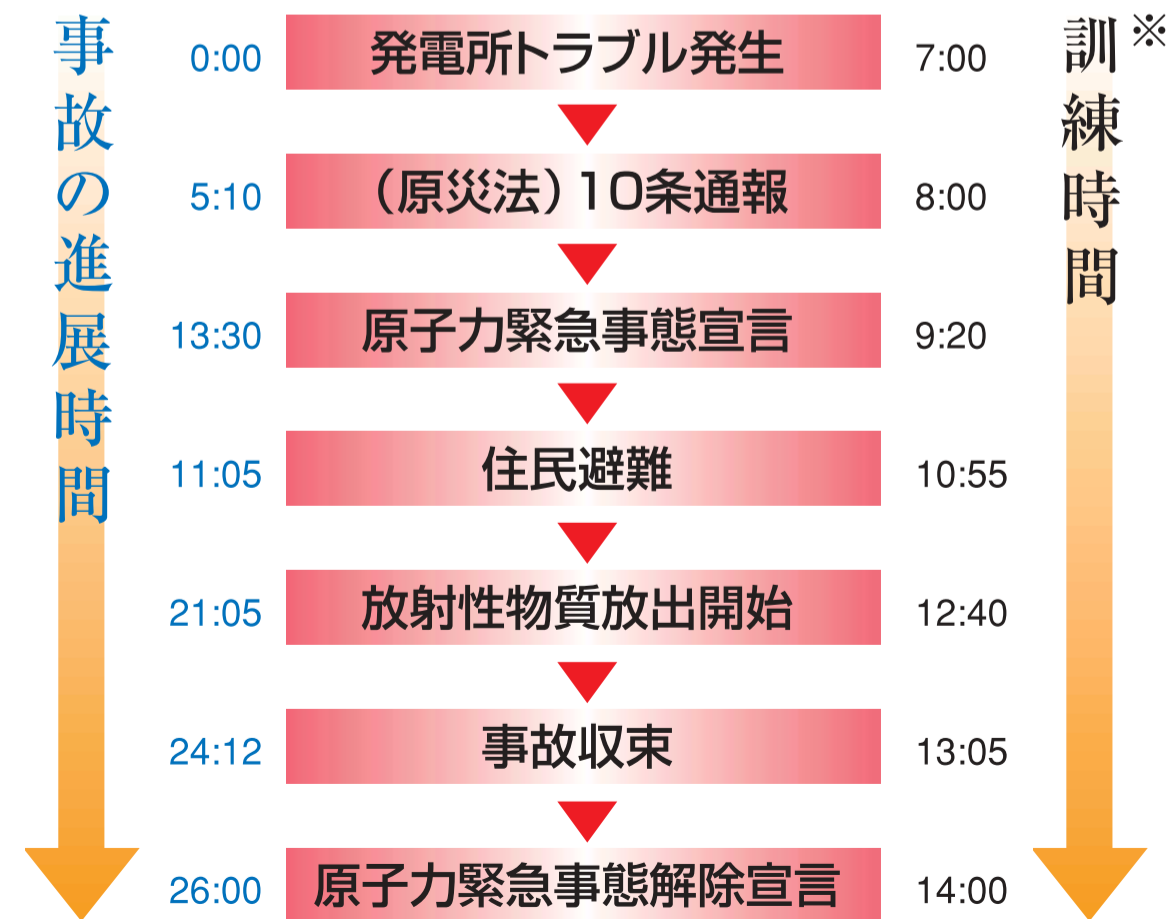 事故の進展時間
※
訓練時間
0:00 発電所トラブル発生 7:00
5:10 (原災法)10条通報 8:00
13:30 原子力緊急事態宣言 9:20
11:05 住民避難 10:55
21:05 放射性物質放出開始 12:40
24:12 事故収束 13:05
26:00 原子力緊急事態解除宣言 14:00